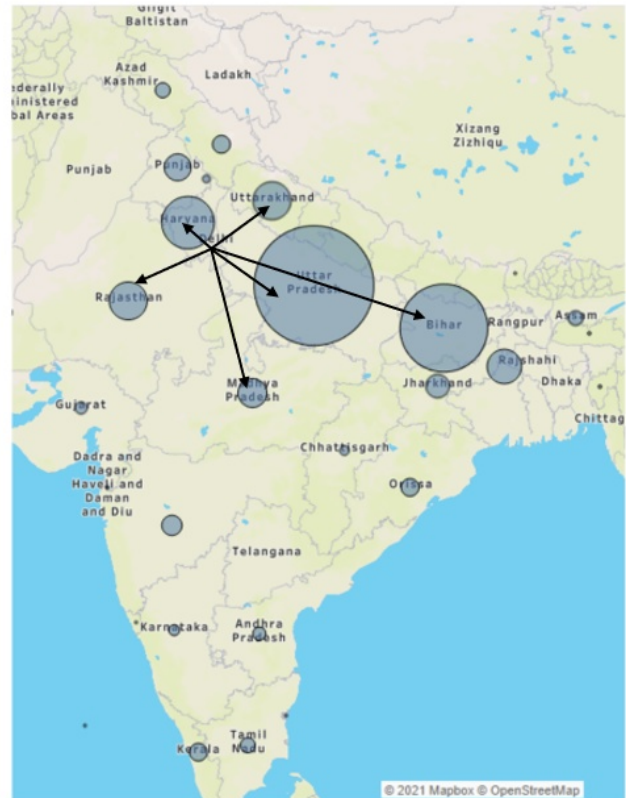 Gilgit
Baltistan
Azad
Kashmir
Ladakh
ederally
inistered
bal Areas
Xizang
Zizhiqu
Punjab
Punjab
Uttarakhand
Haryana
Delhi
Uttar
Pradesh
Rajasthan
Bihar
Rangpur
Assam
Rajshahi
Madhya
Pradesh
Jharkhand
Dhaka
Gujarat
Chittag
Chhattisgarh
Dadra and
Nagar
Haveli and
Daman
and Diu
Orissa
Telangana
Karnataka
Andhra
Pradesh
Kerala
Tamil
Nadu
© 2021 Mapbox © OpenStreetMap